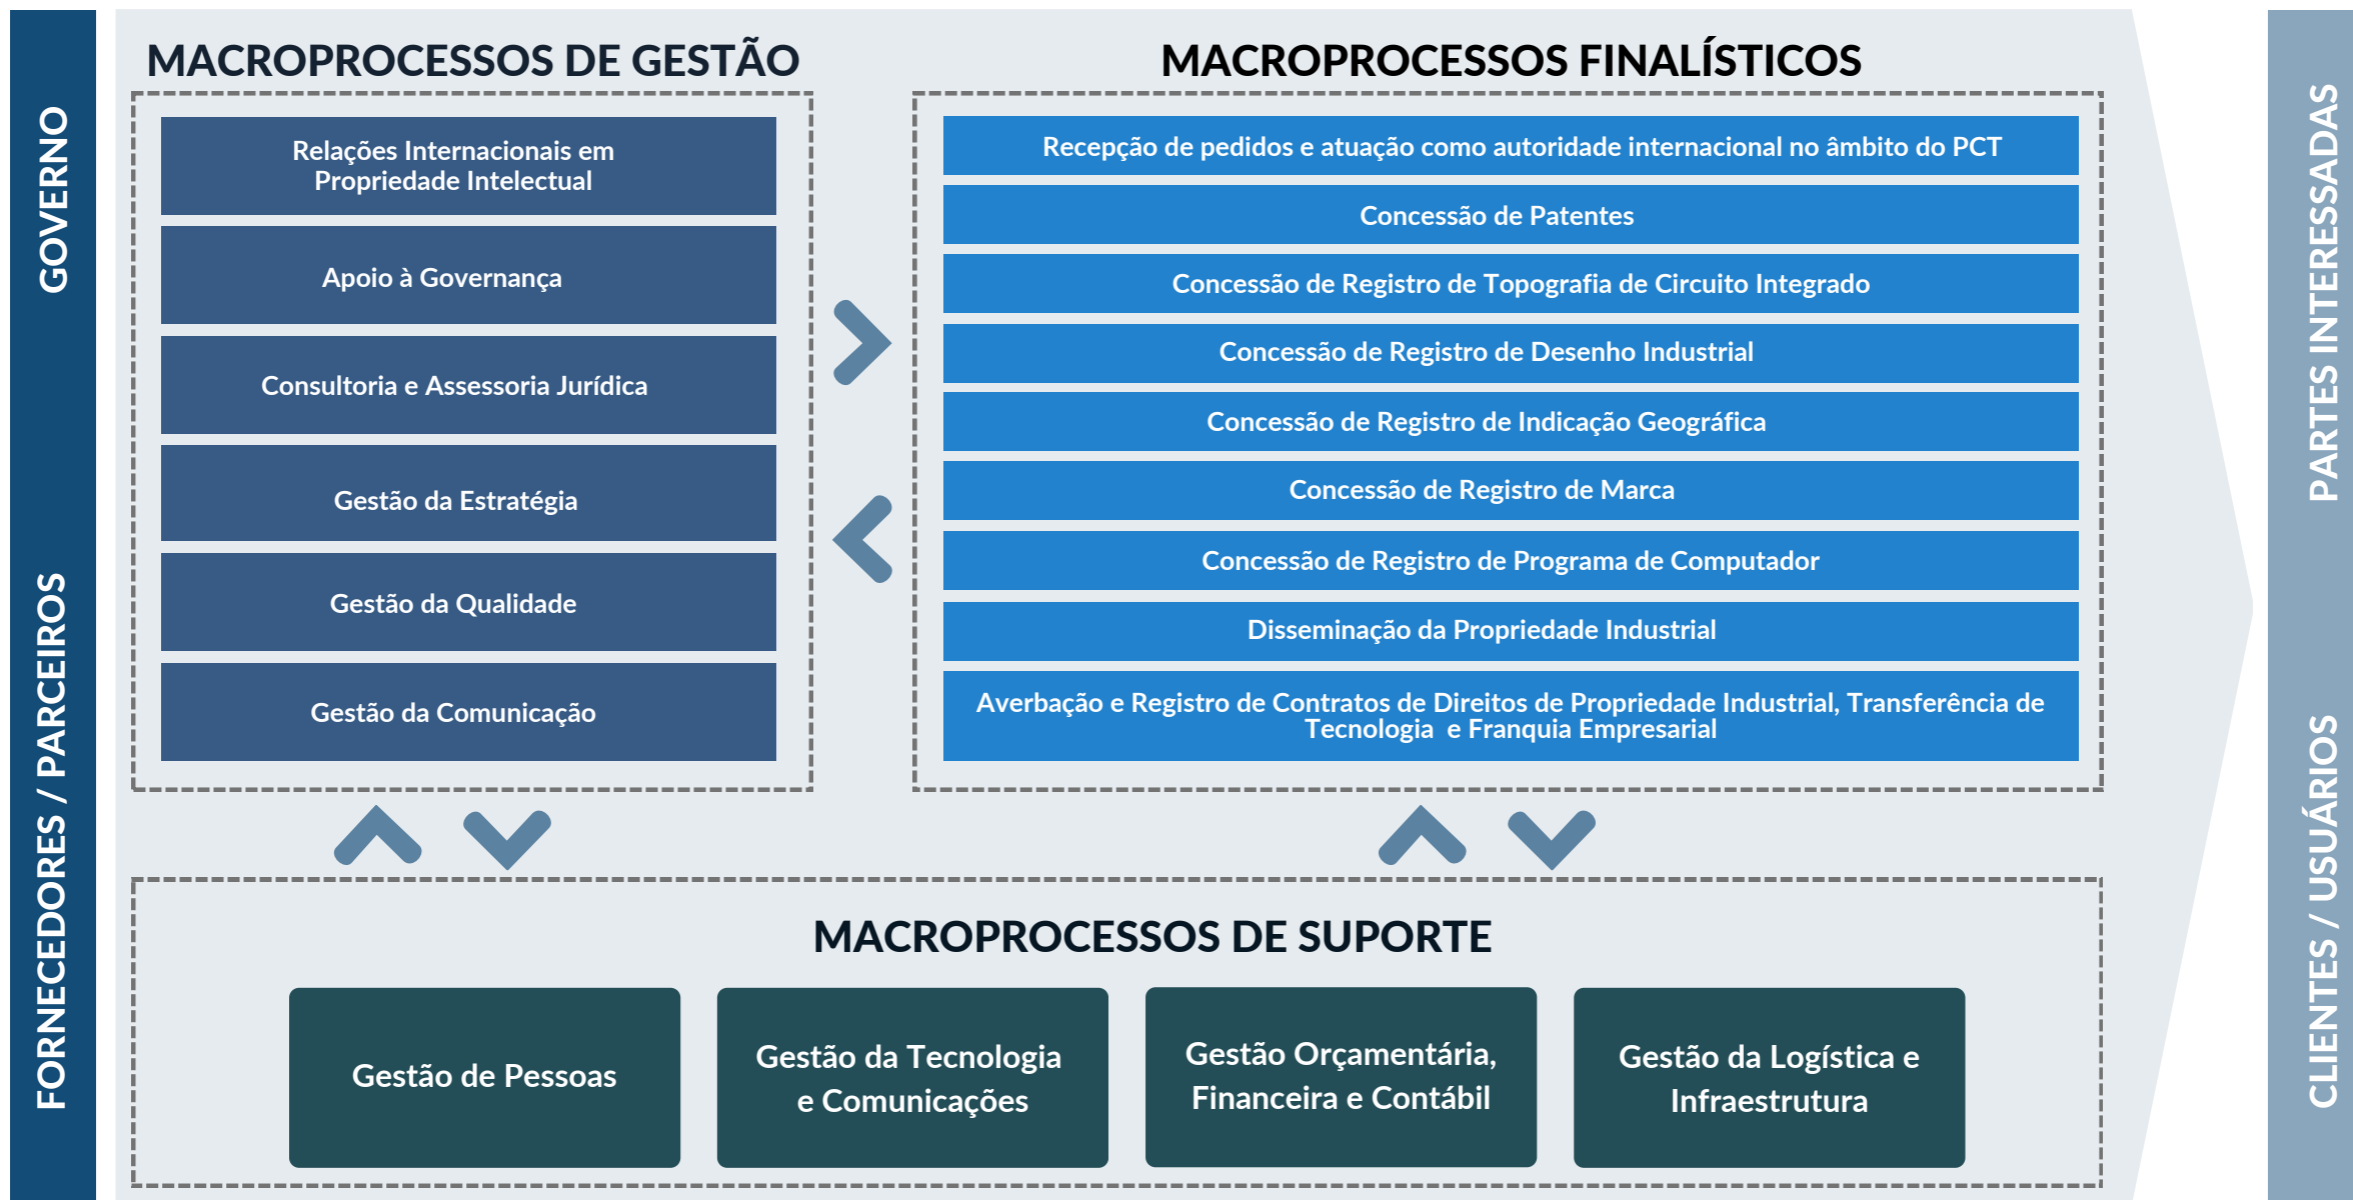 GOVERNO
FORNECEDORES / PARCEIROS
MACROPROCESSOS DE GESTÃO
Relações Internacionais em
Propriedade Intelectual
Apoio à Governança
Consultoria e Assessoria Jurídica
Gestão da Estratégia
Gestão da Qualidade
Gestão da Comunicação
MACROPROCESSOS FINALÍSTICOS
Recepção de pedidos e atuação como autoridade internacional no âmbito do PCT
Concessão de Patentes
Concessão de Registro de Topografia de Circuito Integrado
Concessão de Registro de Desenho Industrial
Concessão de Registro de Indicação Geográfica
Concessão de Registro de Marca
Concessão de Registro de Programa de Computador
Disseminação da Propriedade Industrial
Averbação e Registro de Contratos de Direitos de Propriedade Industrial, Transferência de
Tecnologia  e Franquia Empresarial
MACROPROCESSOS DE SUPORTE
Gestão de Pessoas
Gestão da Tecnologia
e Comunicações
Gestão Orçamentária,
Financeira e Contábil
Gestão da Logística e
Infraestrutura
PARTES INTERESSADAS
CLIENTES / USUÁRIOS